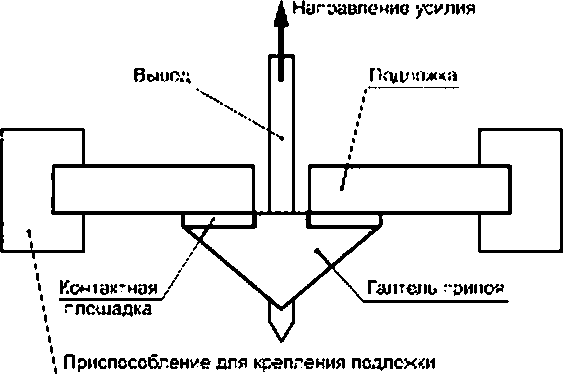 Направление усилия
Вывод
Подложка
Контактная
площадка
Галтель припоя
Приспособление для крепления подложки